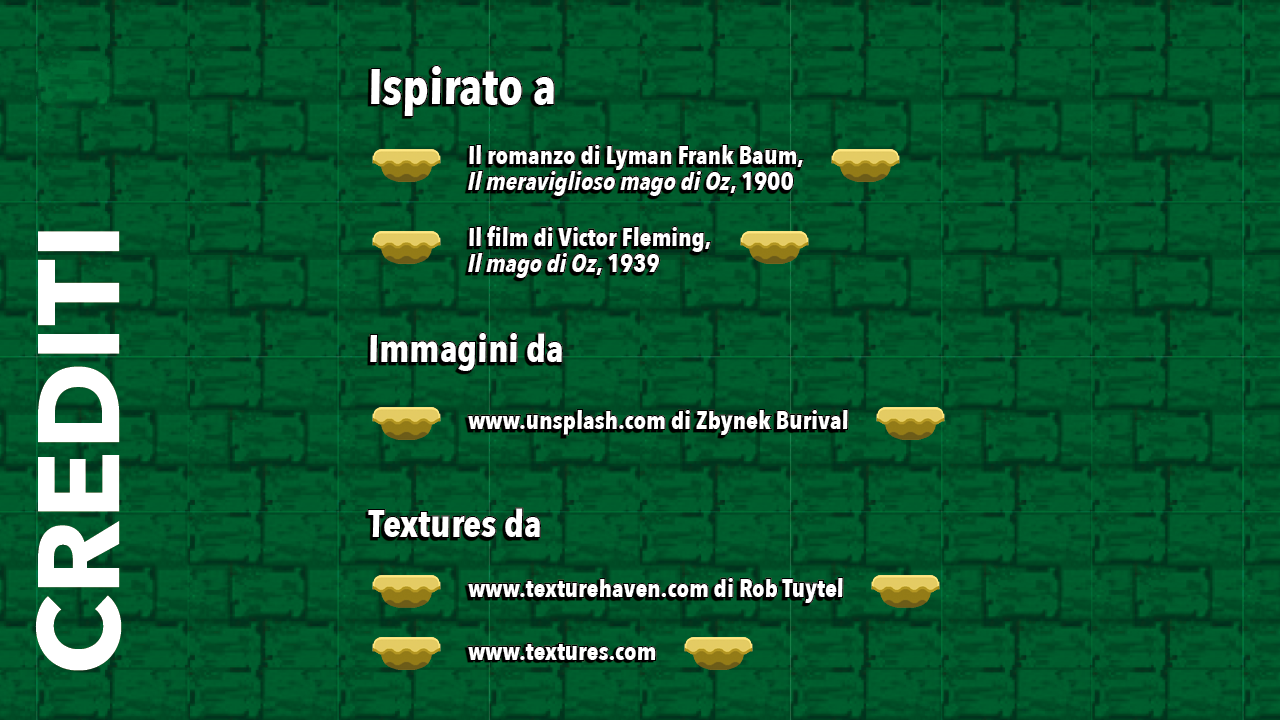 CREDITI
Ispirato a
Il romanzo di Lyman Frank Baum,
Il meraviglioso mago di Oz, 1900
Il film di Victor Fleming,
Il mago di Oz, 1939
Immagini da
www.unsplash.com di Zbynek Burival
Textures da
www.texturehaven.com di Rob Tuytel
www.textures.com